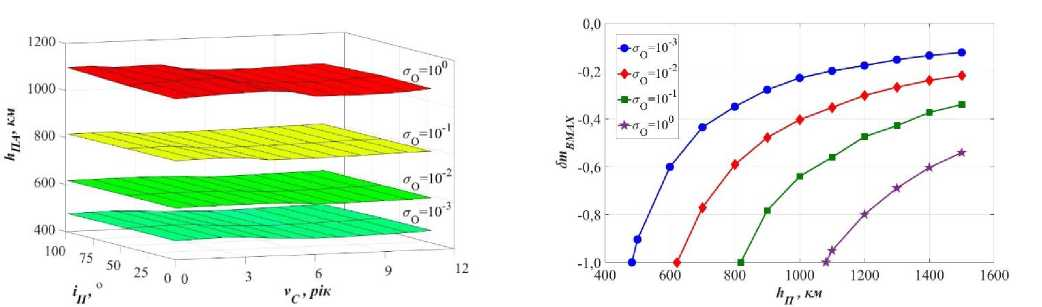 1200
1000
800
600
400
h_ПА, км
σ_O=10^0
σ_O=10^-1
σ_O=10^-2
σ_O=10^-3
100
75
50
25
0
i_П, °
0
3
6
9
12
ν_C, рік
0,0
-0,2
-0,4
-0,6
-0,8
-1,0
δm_BMAX
σ_O=10^-3
σ_O=10^-2
σ_O=10^-1
σ_O=10^0
400
600
800
1000
1200
1400
1600
h_П, км